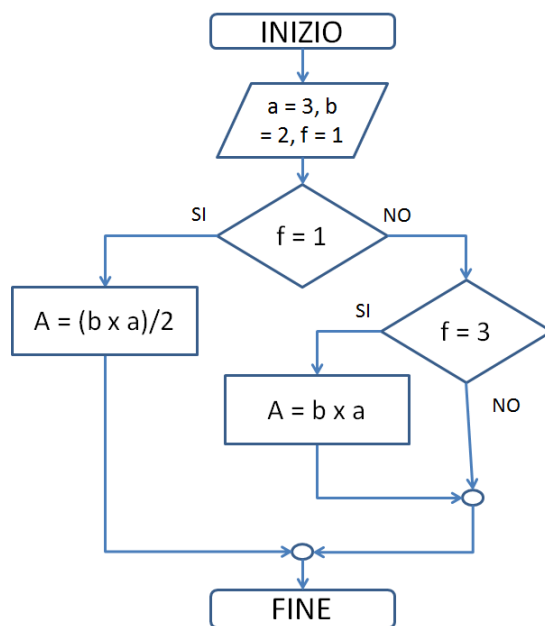 INIZIO
a = 3, b
= 2, f = 1
SI
NO
f = 1
A = (b x a)/2
SI
f = 3
A = b x a
NO
FINE